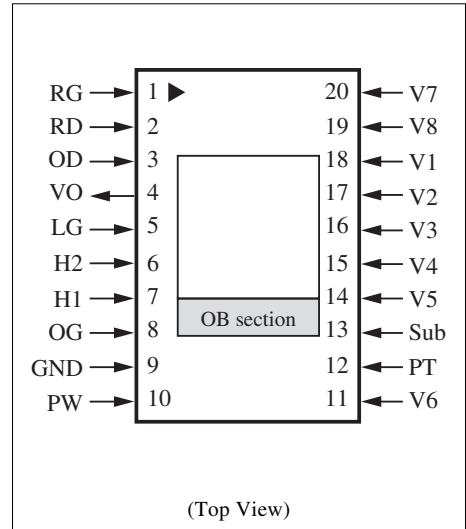 RG 1 20 V7
RD 2 19 V8
OD 3 18 V1
VO 4 17 V2
LG 5 16 V3
H2 6 15 V4
H1 7 14 V5
OG 8 OB section 13 Sub
GND 9 12 PT
PW 10 11 V6
(Top View)